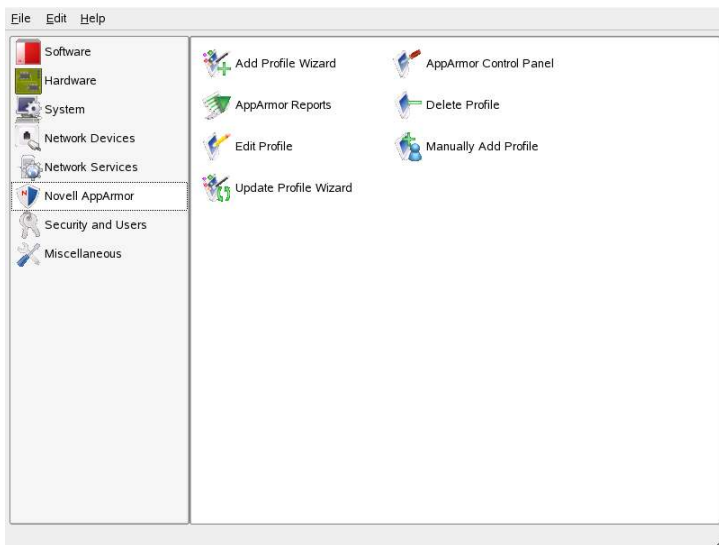 File Edit Help
Software
Hardware
System
Network Devices
Network Services
Novell AppArmor
Security and Users
Miscellaneous
Add Profile Wizard
AppArmor Control Panel
AppArmor Reports
Delete Profile
Edit Profile
Manually Add Profile
Update Profile Wizard